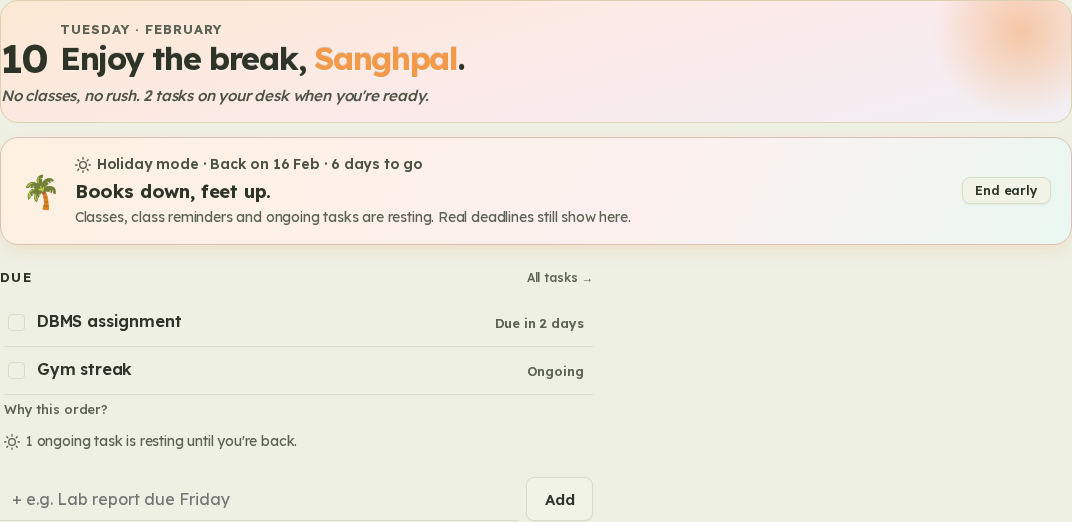 TUESDAY · FEBRUARY
10 Enjoy the break, Sanghpal.
No classes, no rush. 2 tasks on your desk when you're ready.
Holiday mode · Back on 16 Feb · 6 days to go
Books down, feet up.
Classes, class reminders and ongoing tasks are resting. Real deadlines still show here.
End early
DUE
All tasks →
DBMS assignment
Due in 2 days
Gym streak
Ongoing
Why this order?
1 ongoing task is resting until you're back.
+ e.g. Lab report due Friday
Add